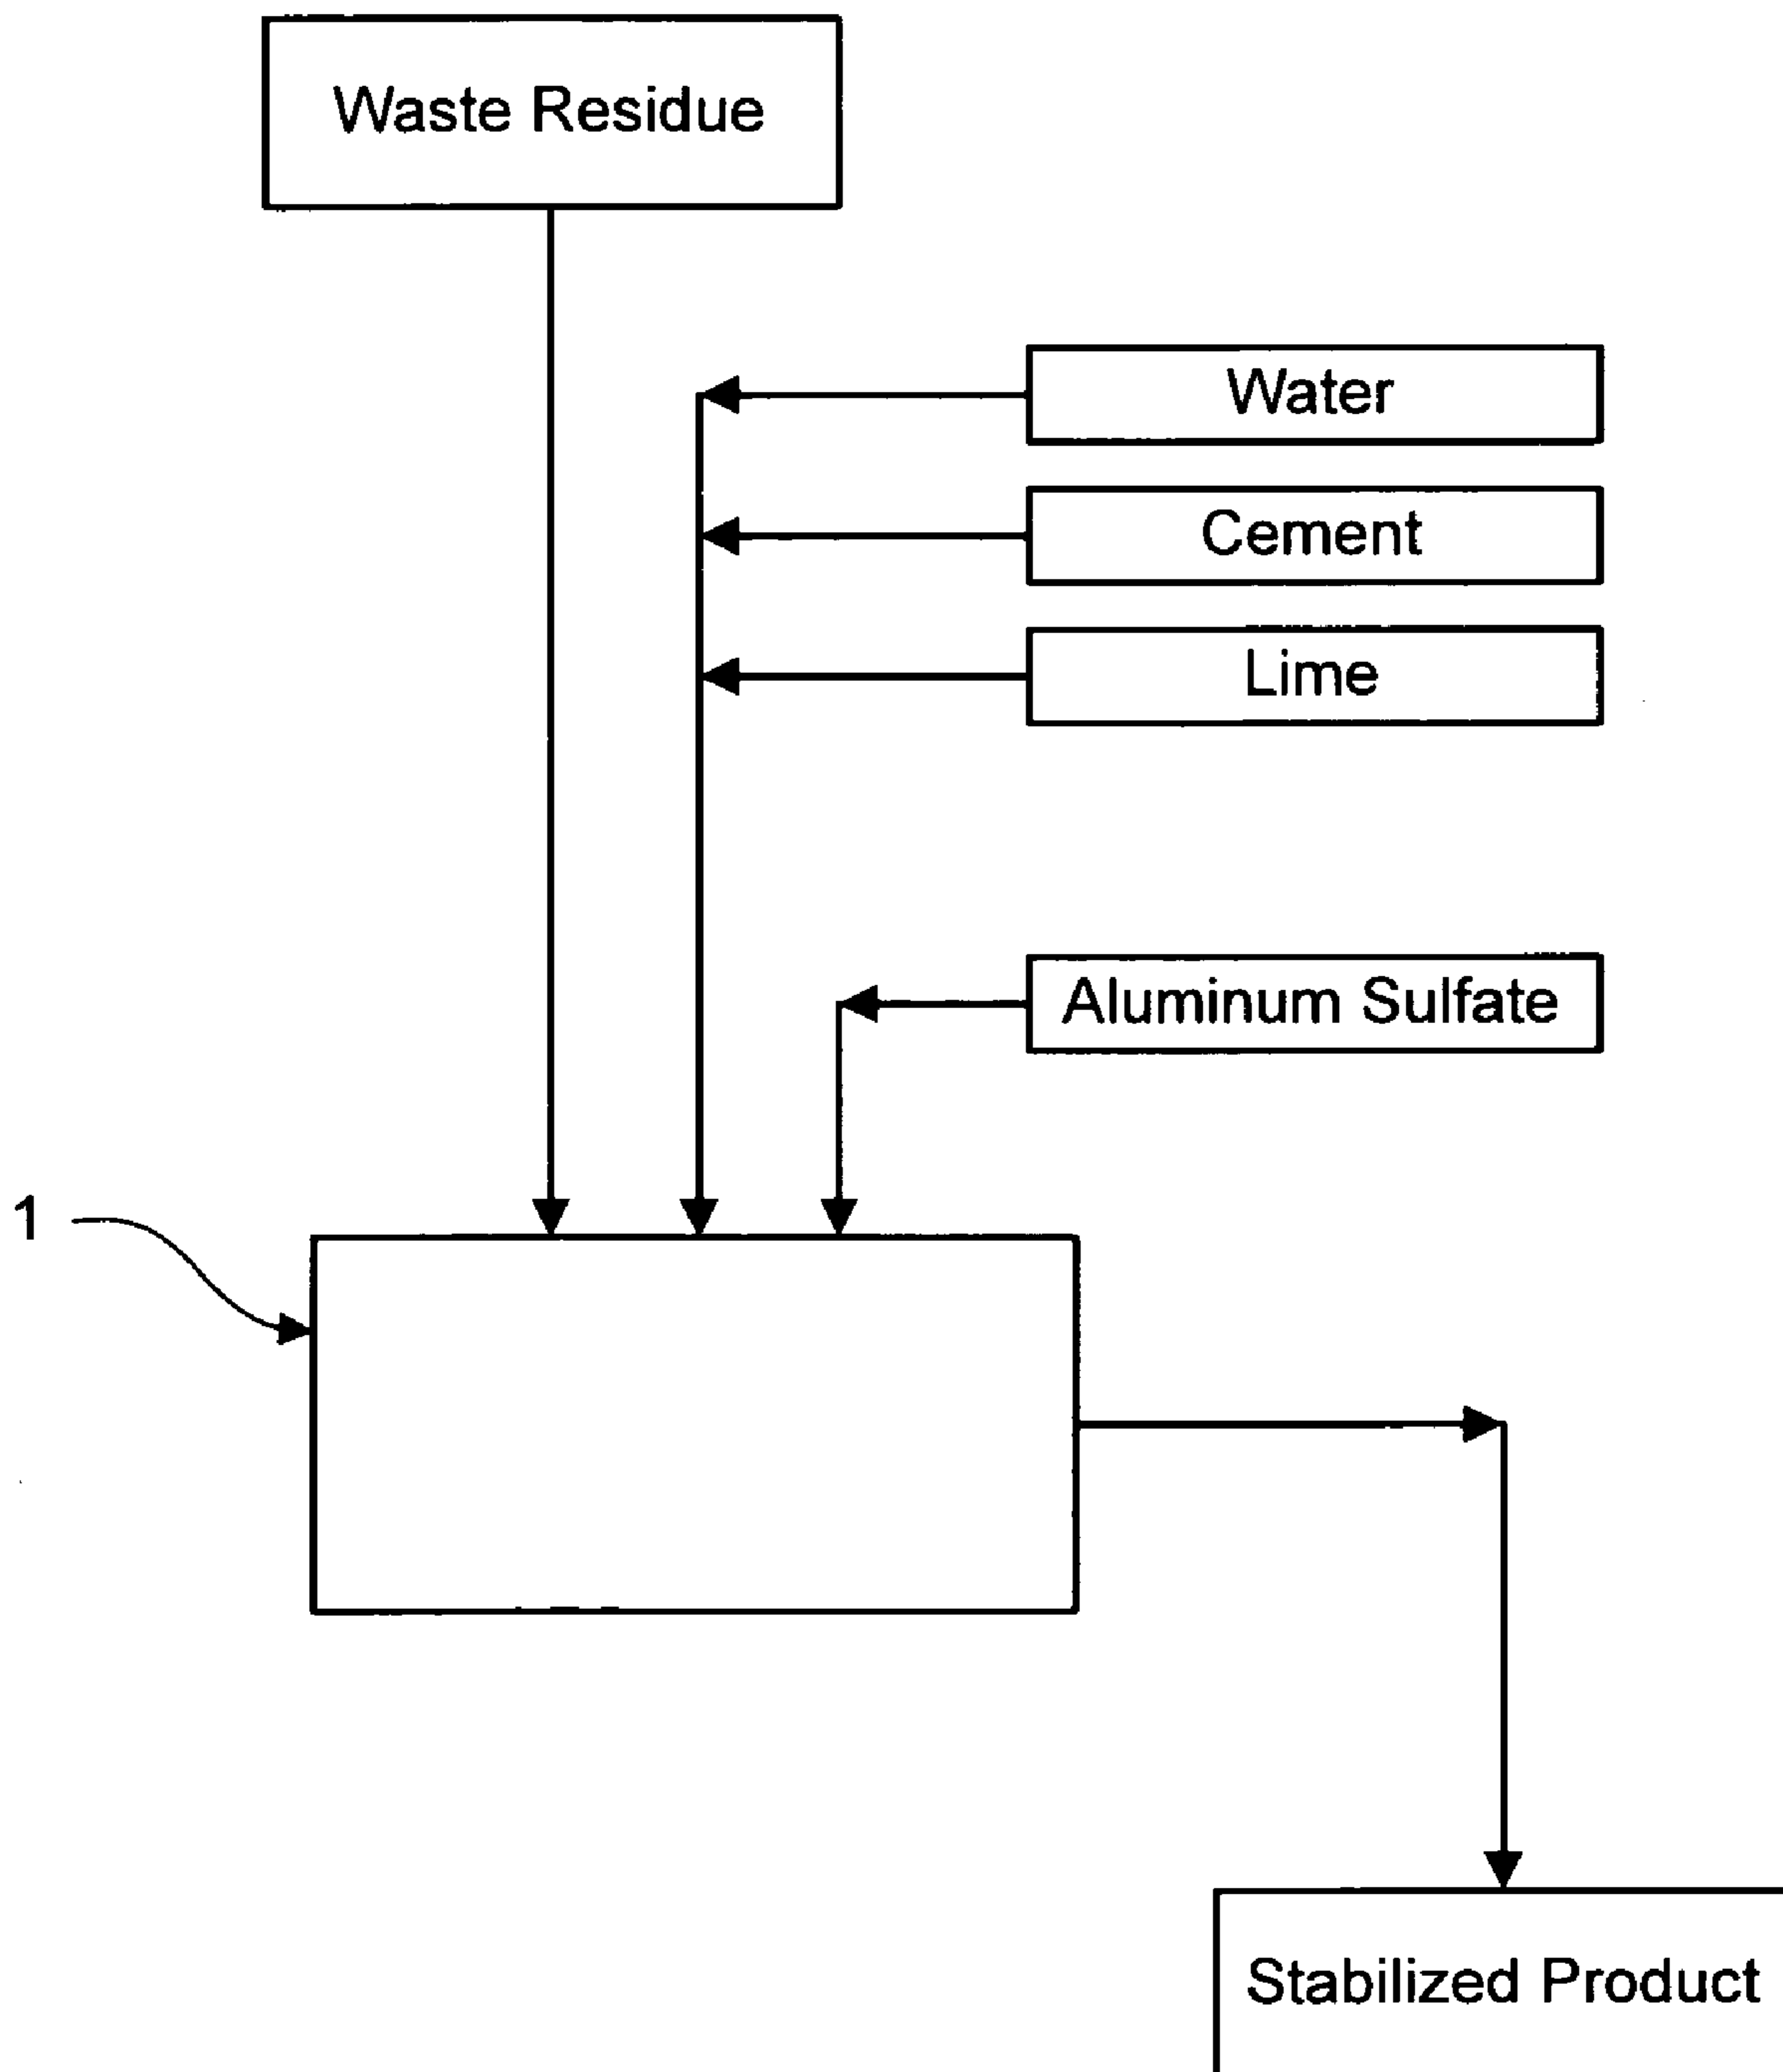 Waste Residue
Water
Cement
Lime
Aluminum Sulfate
1
Stabilized Product